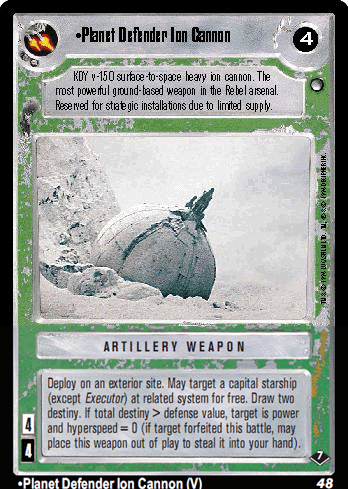 •Planet Defender Ion Cannon
4
KDY v-150 surface-to-space heavy ion cannon. The
most powerful ground-based weapon in the Rebel arsenal.
Reserved for strategic installations due to limited supply.
ARTILLERY WEAPON
Deploy on an exterior site. May target a capital starship
(except Executor) at related system for free. Draw two
destiny. If total destiny > defense value, target is power
and hyperspeed = 0 (if target forfeited this battle, may
place this weapon out of play to steal it into your hand).
4
4
7
•Planet Defender Ion Cannon (V)
48